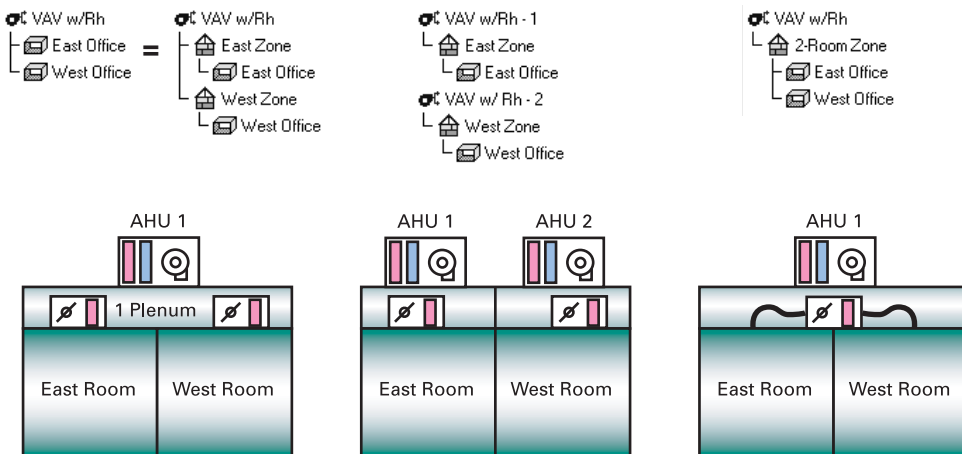 VAV w/Rh
East Office
West Office
=
VAV w/Rh
East Zone
East Office
West Zone
West Office
VAV w/Rh - 1
East Zone
East Office
VAV w/ Rh - 2
West Zone
West Office
VAV w/Rh
2-Room Zone
East Office
West Office
AHU 1
1 Plenum
East Room
West Room
AHU 1
AHU 2
East Room
West Room
AHU 1
East Room
West Room